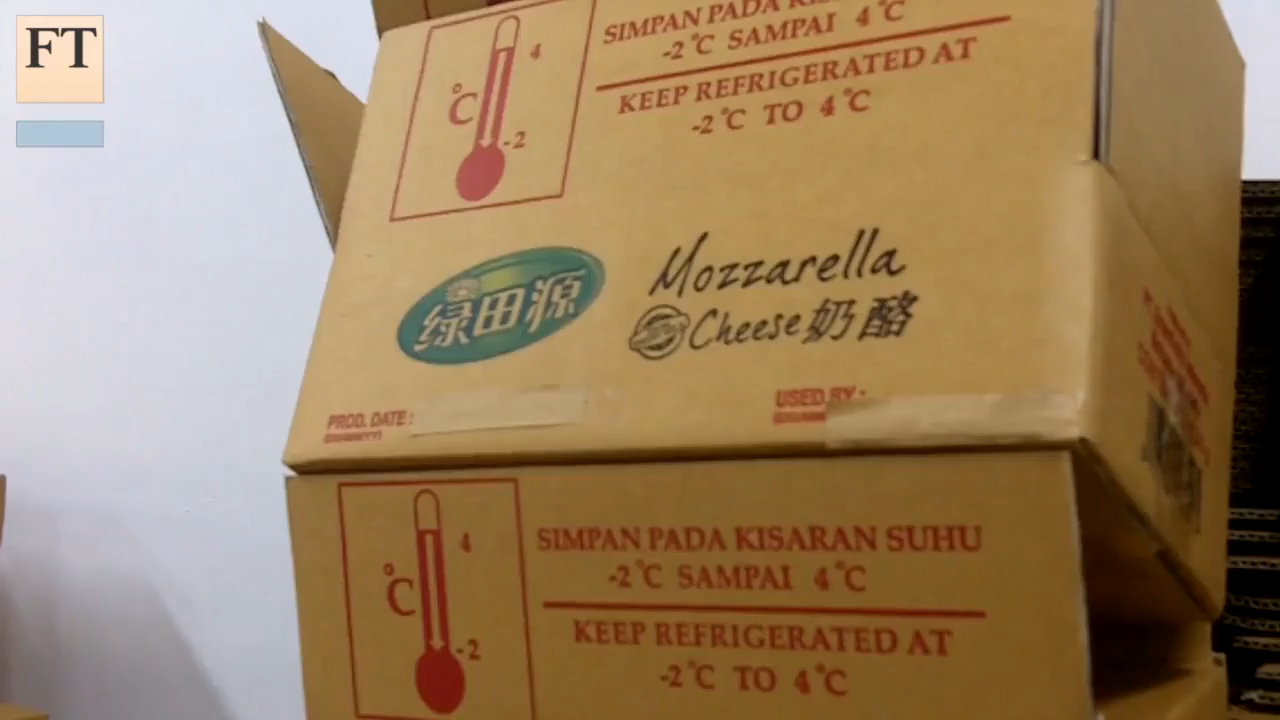 FT
SIMPAN PADA
-2°C SAMPAI 4°C
KEEP REFRIGERATED AT
-2°C TO 4°C
°C
4
-2
绿田源
Mozzarella
Cheese奶酪
PROD. DATE :
USED BY :
SIMPAN PADA KISARAN SUHU
-2°C SAMPAI 4°C
KEEP REFRIGERATED AT
-2°C TO 4°C
°C
4
-2